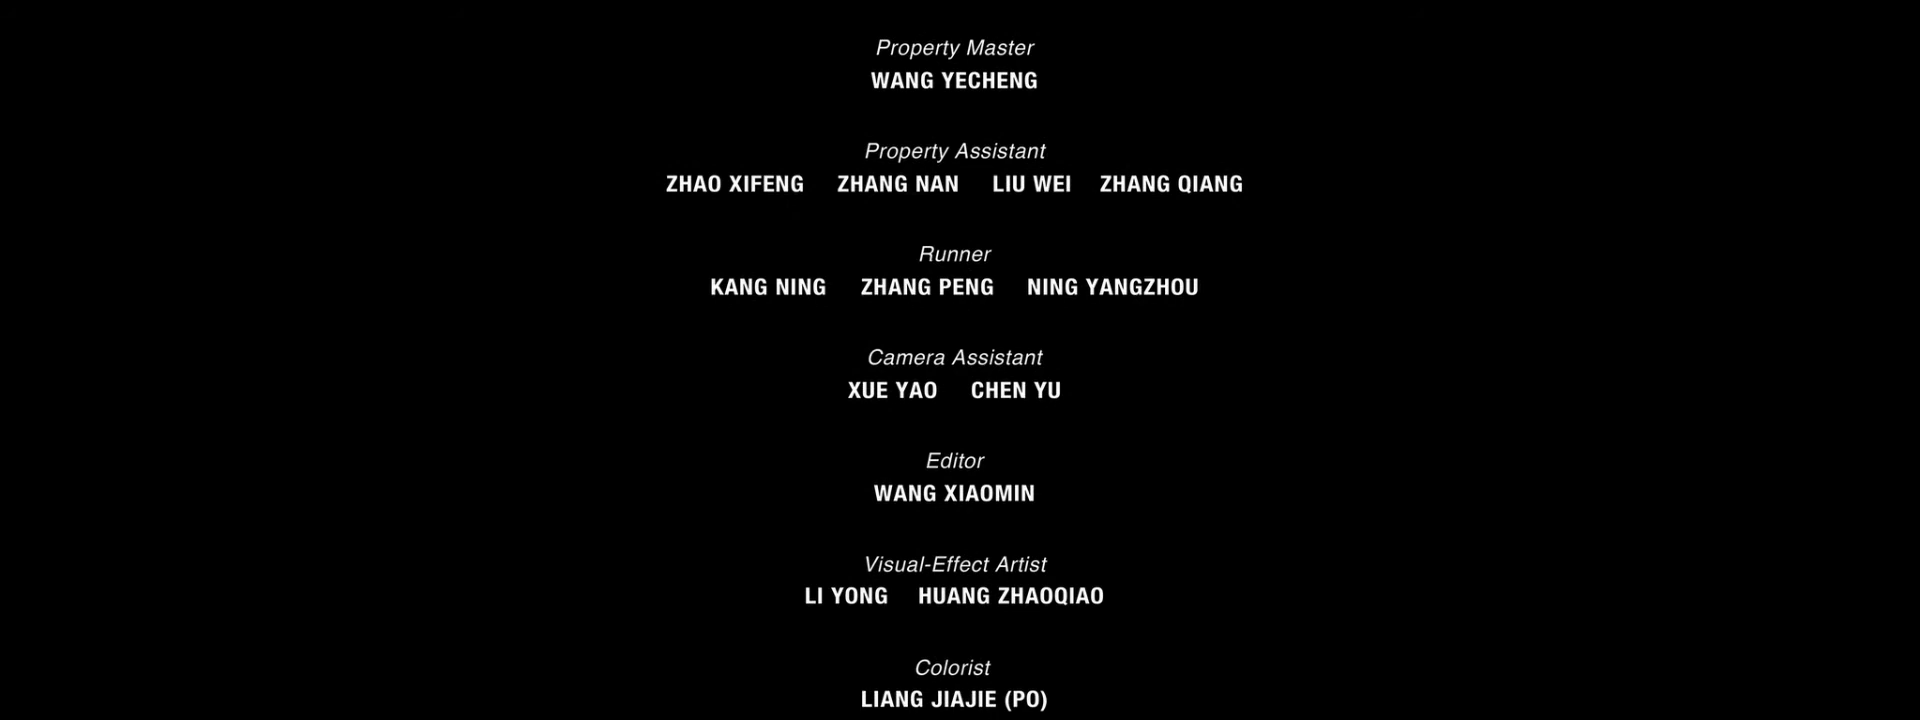 Property Master
WANG YECHENG
Property Assistant
ZHAO XIFENG ZHANG NAN LIU WEI ZHANG QIANG
Runner
KANG NING ZHANG PENG NING YANGZHOU
Camera Assistant
XUE YAO CHEN YU
Editor
WANG XIAOMIN
Visual-Effect Artist
LI YONG HUANG ZHAOQIAO
Colorist
LIANG JIAJIE (PO)